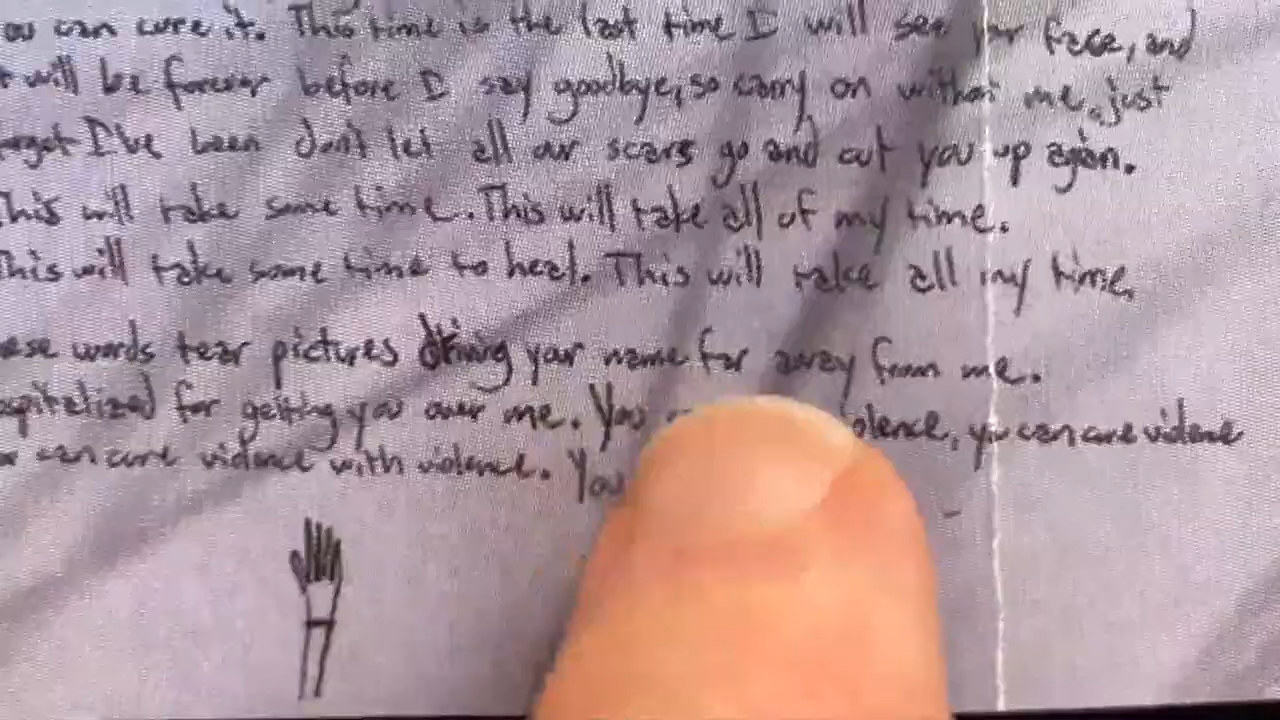 can cure it. This time is the last time I will see your face, and
will be forever before I say goodbye, so carry on without me, just
I've been don't let all our scars go and cut you up again.
This will take some time. This will take all of my time.
This will take some time to heal. This will take all my time.
words tear pictures driving your name far away from me.
for getting you over me. You you can cure violence
can cure violence with violence. You